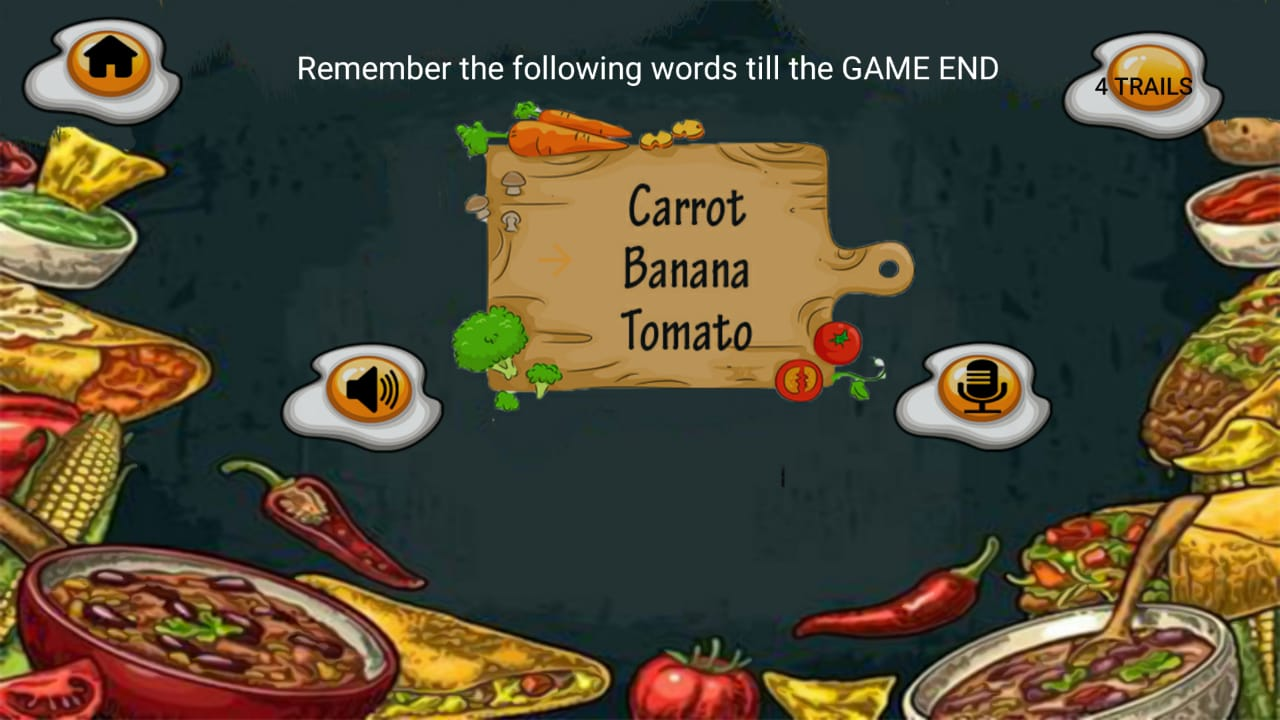 Remember the following words till the GAME END
4 TRAILS
Carrot
Banana
Tomato